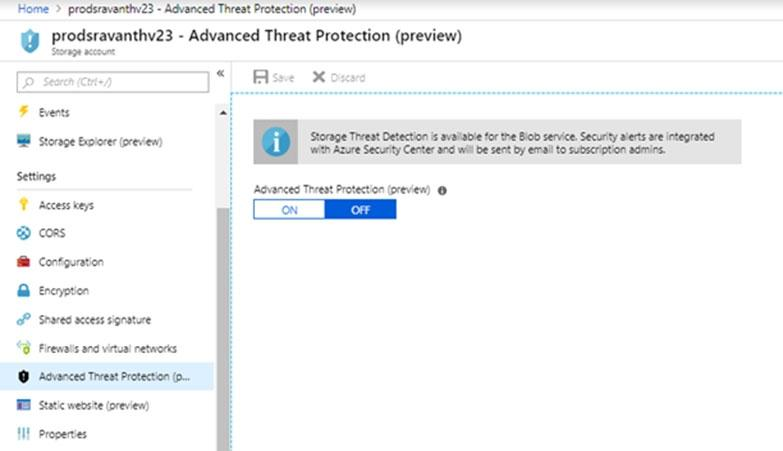 Home > prodsravanthv23 - Advanced Threat Protection (preview)
prodsravanthv23 - Advanced Threat Protection (preview)
Storage account
Search (Ctrl+/)
«
Save
Discard
Events
Storage Explorer (preview)
Settings
Access keys
CORS
Configuration
Encryption
Shared access signature
Firewalls and virtual networks
Advanced Threat Protection (p...
Static website (preview)
Properties
Storage Threat Detection is available for the Blob service. Security alerts are integrated
with Azure Security Center and will be sent by email to subscription admins.
Advanced Threat Protection (preview)
ON
OFF